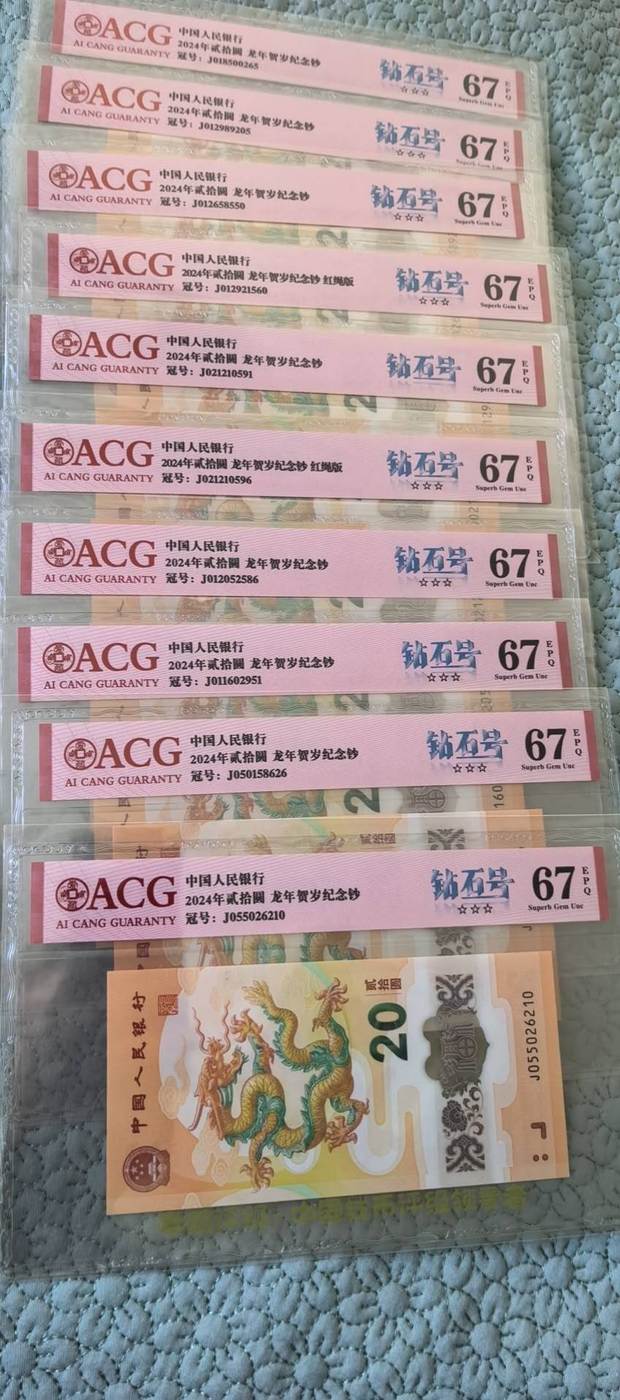 ACG
AI CANG GUARANTY
中国人民银行
2024年贰拾圆 龙年贺岁纪念钞
冠号：J018500265
钻石号
☆☆☆
67
EPQ
Superb Gem Unc
ACG
AI CANG GUARANTY
中国人民银行
2024年贰拾圆 龙年贺岁纪念钞
冠号：J012989205
钻石号
☆☆☆
67
EPQ
Superb Gem Unc
ACG
AI CANG GUARANTY
中国人民银行
2024年贰拾圆 龙年贺岁纪念钞
冠号：J012658550
钻石号
☆☆☆
67
EPQ
Superb Gem Unc
ACG
AI CANG GUARANTY
中国人民银行
2024年贰拾圆 龙年贺岁纪念钞 红绳版
冠号：J012921560
钻石号
☆☆☆
67
EPQ
Superb Gem Unc
ACG
AI CANG GUARANTY
中国人民银行
2024年贰拾圆 龙年贺岁纪念钞
冠号：J021210591
钻石号
☆☆☆
67
EPQ
Superb Gem Unc
ACG
AI CANG GUARANTY
中国人民银行
2024年贰拾圆 龙年贺岁纪念钞 红绳版
冠号：J021210596
钻石号
☆☆☆
67
EPQ
Superb Gem Unc
ACG
AI CANG GUARANTY
中国人民银行
2024年贰拾圆 龙年贺岁纪念钞
冠号：J012052586
钻石号
☆☆☆
67
EPQ
Superb Gem Unc
ACG
AI CANG GUARANTY
中国人民银行
2024年贰拾圆 龙年贺岁纪念钞
冠号：J011602951
钻石号
☆☆☆
67
EPQ
Superb Gem Unc
ACG
AI CANG GUARANTY
中国人民银行
2024年贰拾圆 龙年贺岁纪念钞
冠号：J050158626
钻石号
☆☆☆
67
EPQ
Superb Gem Unc
ACG
AI CANG GUARANTY
中国人民银行
2024年贰拾圆 龙年贺岁纪念钞
冠号：J055026210
钻石号
☆☆☆
67
EPQ
Superb Gem Unc
中国人民银行
20
贰拾圆
J055026210